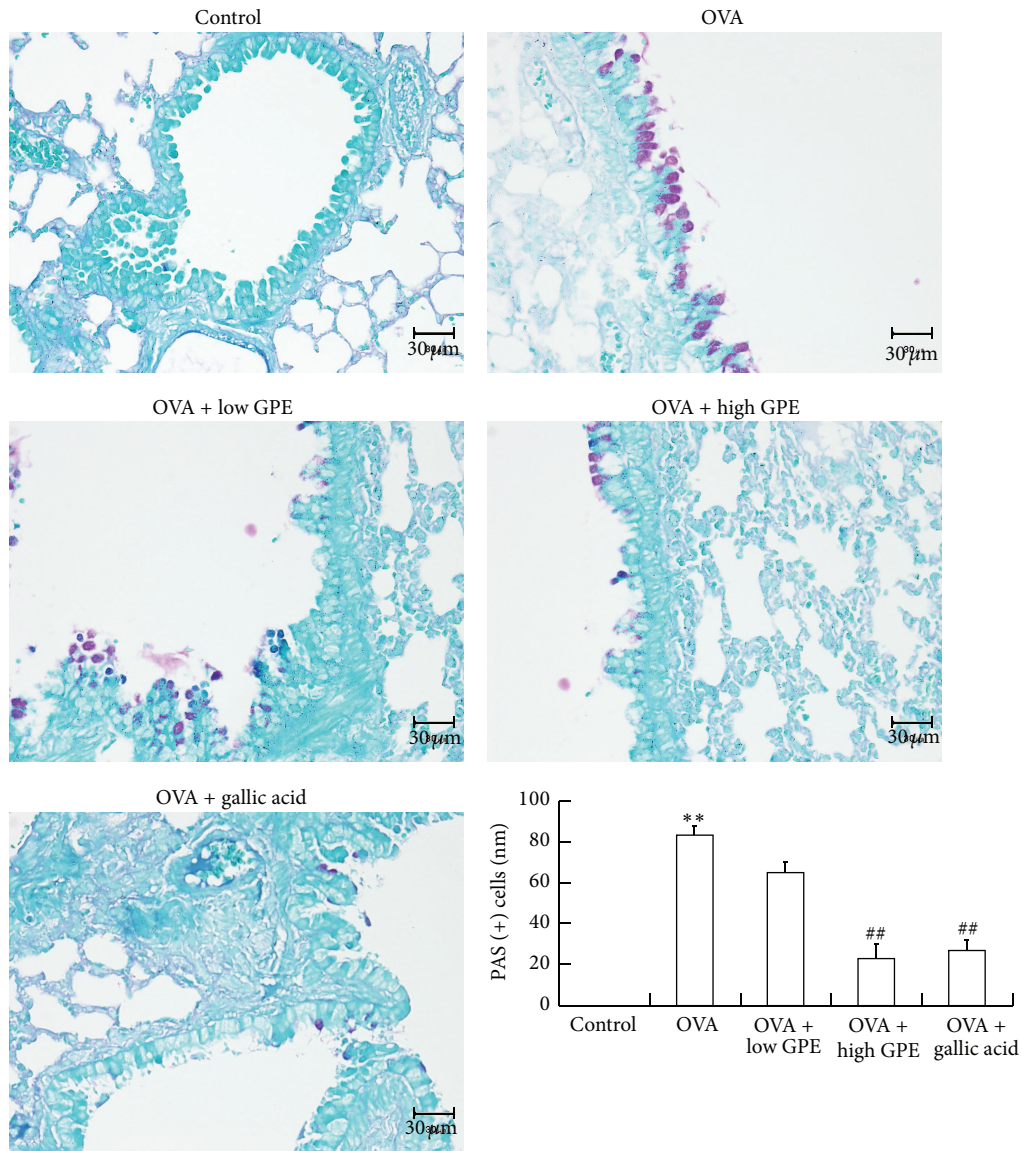 Control
OVA
30 μm
30 μm
OVA + low GPE
OVA + high GPE
30 μm
30 μm
OVA + gallic acid
30 μm
PAS (+) cells (nm)
100
80
60
40
20
0
**
##
##
Control
OVA
OVA +
low GPE
OVA +
high GPE
OVA +
gallic acid